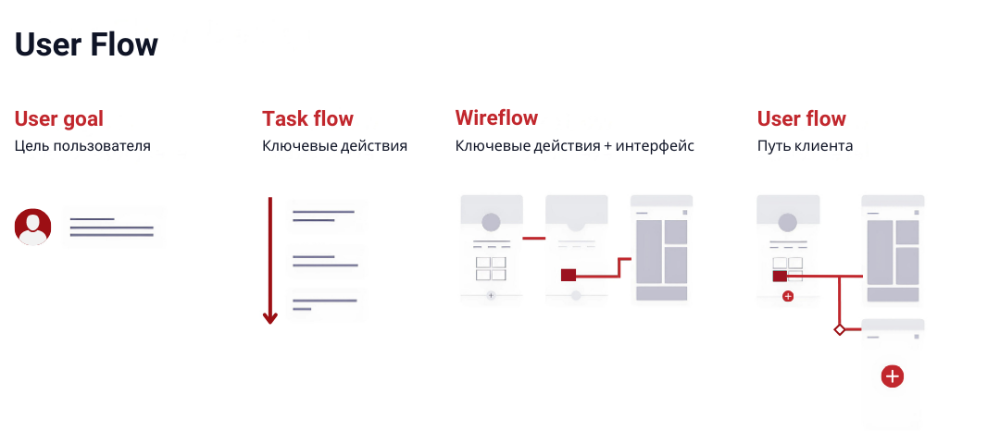 User Flow
User goal
Цель пользователя
Task flow
Ключевые действия
Wireflow
Ключевые действия + интерфейс
User flow
Путь клиента